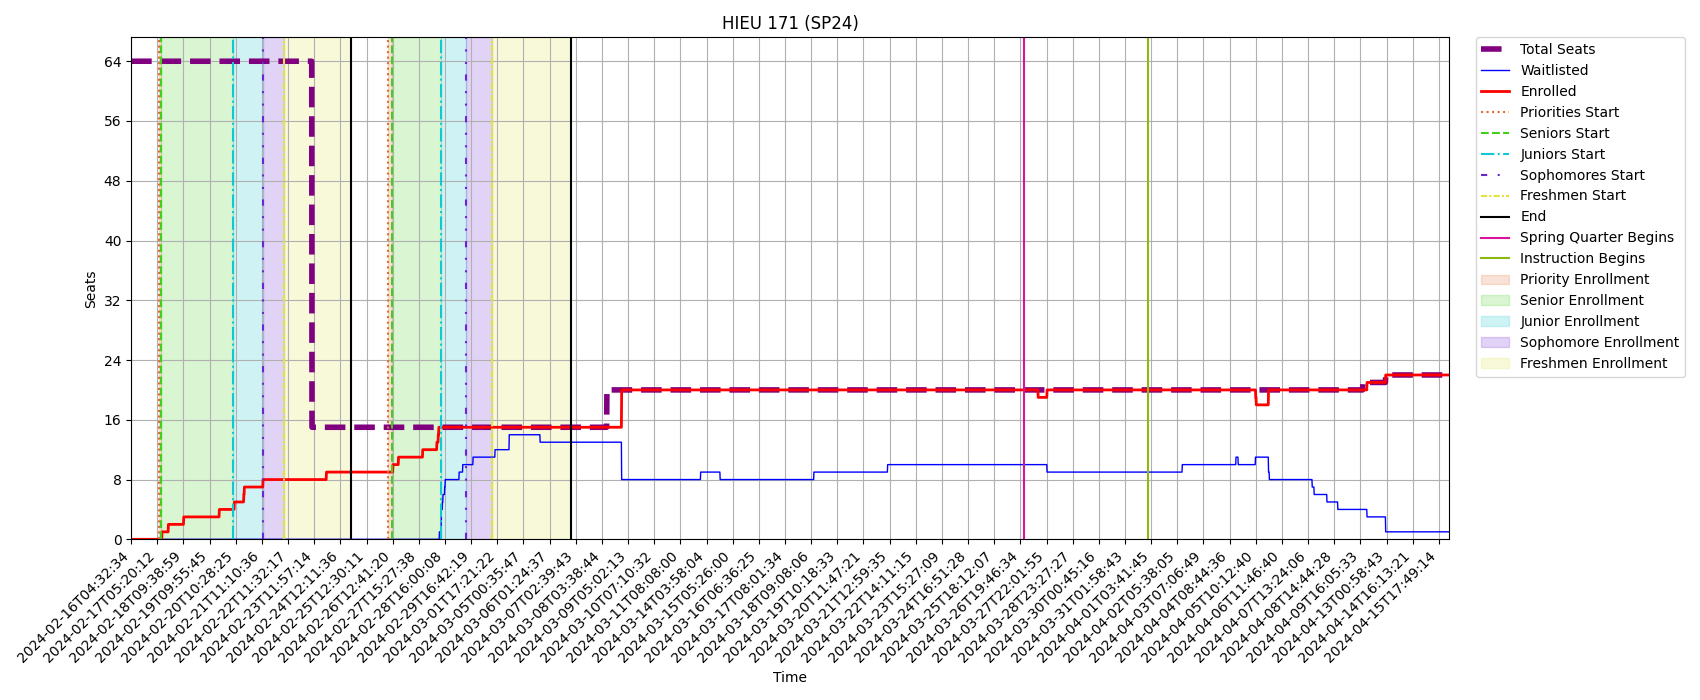 HIEU 171 (SP24)
Seats
64
56
48
40
32
24
16
8
0
2024-02-16T04:32:34
2024-02-17T05:20:12
2024-02-18T09:38:59
2024-02-19T09:55:45
2024-02-20T10:28:25
2024-02-21T11:10:36
2024-02-22T11:32:17
2024-02-23T11:57:14
2024-02-24T12:11:36
2024-02-25T12:30:11
2024-02-26T12:41:20
2024-02-27T15:27:38
2024-02-28T16:00:08
2024-02-29T16:42:19
2024-03-01T17:21:22
2024-03-05T00:35:47
2024-03-06T01:24:37
2024-03-07T02:39:43
2024-03-08T03:38:44
2024-03-09T05:02:13
2024-03-10T07:10:32
2024-03-11T08:08:00
2024-03-14T03:58:04
2024-03-15T05:26:00
2024-03-16T06:36:25
2024-03-17T08:01:34
2024-03-18T09:08:06
2024-03-19T10:18:33
2024-03-20T11:47:21
2024-03-21T12:59:35
2024-03-22T14:11:15
2024-03-23T15:27:09
2024-03-24T16:51:28
2024-03-25T18:12:07
2024-03-26T19:46:34
2024-03-27T22:01:55
2024-03-28T23:27:27
2024-03-30T00:45:16
2024-03-31T01:58:43
2024-04-01T03:41:45
2024-04-02T05:38:05
2024-04-03T07:06:49
2024-04-04T08:44:36
2024-04-05T10:12:40
2024-04-06T11:46:40
2024-04-07T13:24:06
2024-04-08T14:44:28
2024-04-09T16:05:33
2024-04-13T00:58:43
2024-04-14T16:13:21
2024-04-15T17:49:14
Time
Total Seats
Waitlisted
Enrolled
Priorities Start
Seniors Start
Juniors Start
Sophomores Start
Freshmen Start
End
Spring Quarter Begins
Instruction Begins
Priority Enrollment
Senior Enrollment
Junior Enrollment
Sophomore Enrollment
Freshmen Enrollment